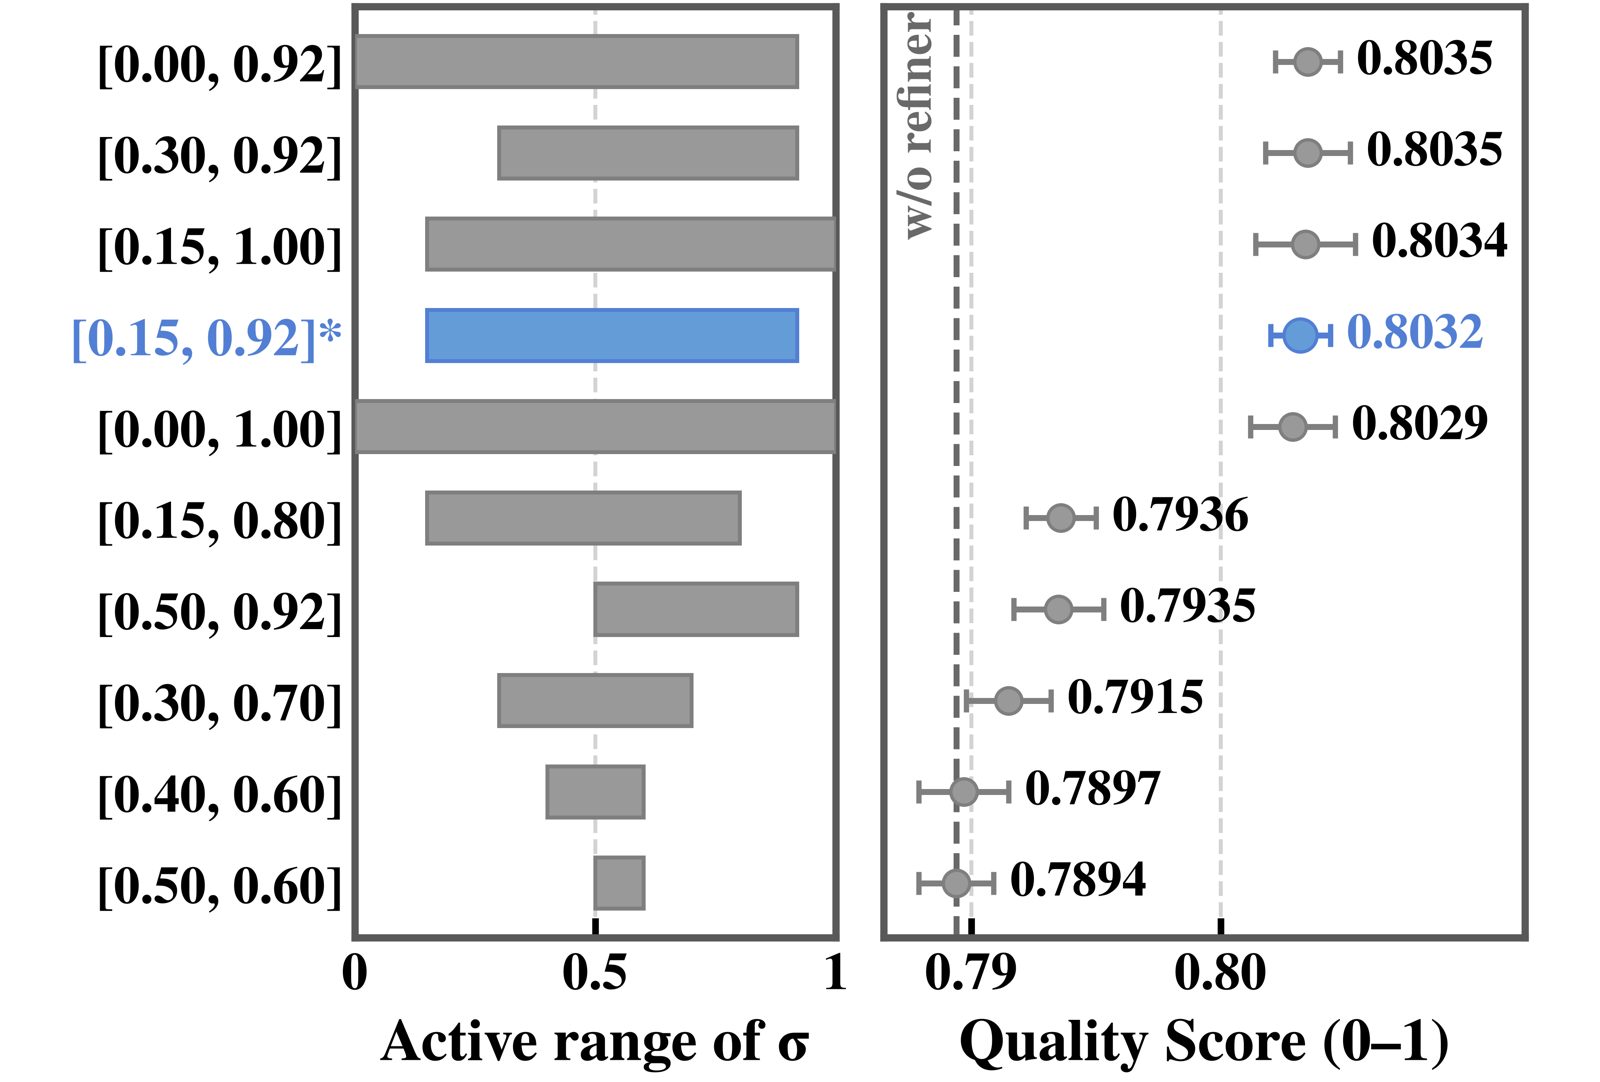 w/o refiner
[0.00, 0.92] 0.8035
[0.30, 0.92] 0.8035
[0.15, 1.00] 0.8034
[0.15, 0.92]* 0.8032
[0.00, 1.00] 0.8029
[0.15, 0.80] 0.7936
[0.50, 0.92] 0.7935
[0.30, 0.70] 0.7915
[0.40, 0.60] 0.7897
[0.50, 0.60] 0.7894
0 0.5 1 0.79 0.80
Active range of σ Quality Score (0–1)